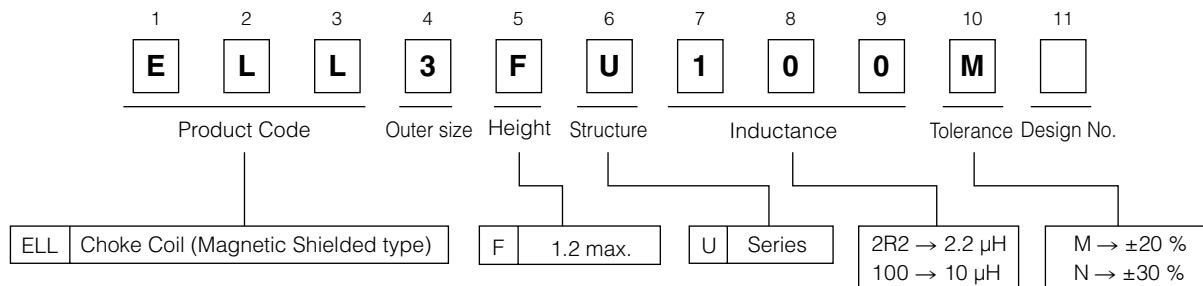 1 2 3 4 5 6 7 8 9 10 11
E L L 3 F U 1 0 0 M
Product Code Outer size Height Structure Inductance Tolerance Design No.
ELL Choke Coil (Magnetic Shielded type) F 1.2 max. U Series 2R2 → 2.2 µH M → ±20 %
100 → 10 µH N → ±30 %